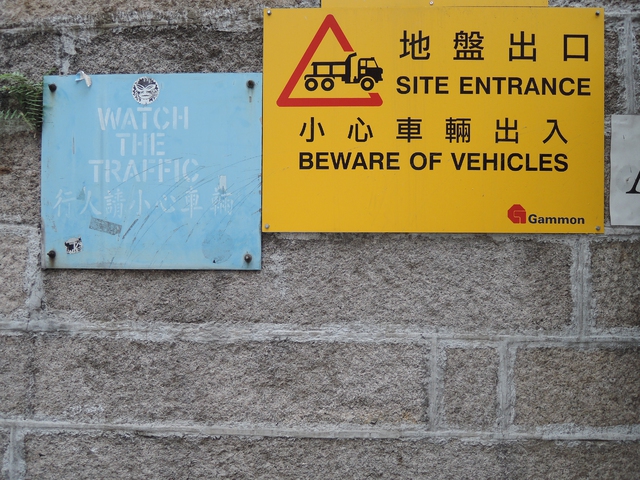 WATCH
THE
TRAFFIC
行人請小心車輛
地盤出口
SITE ENTRANCE
小心車輛出入
BEWARE OF VEHICLES
Gammon